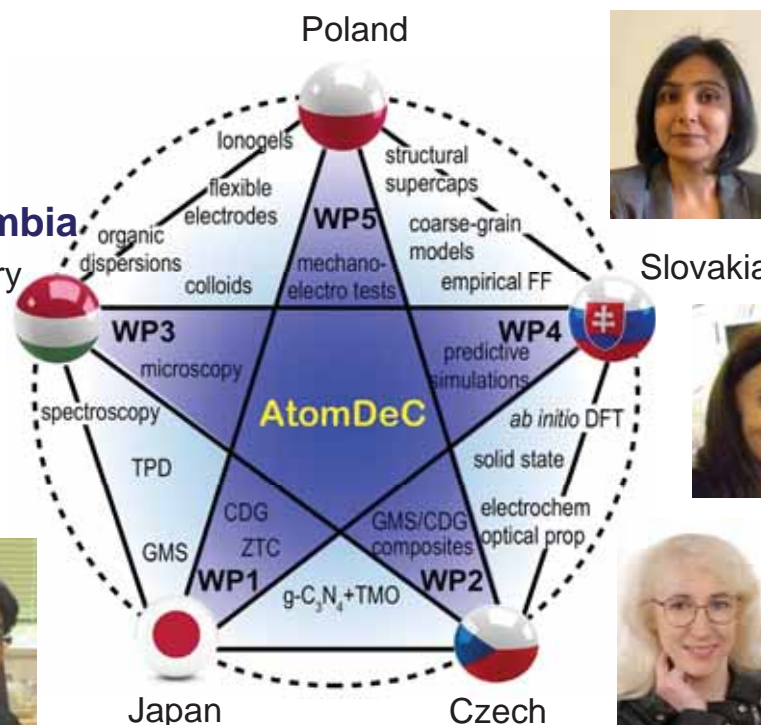 Poland
Ionogels
structural
supercaps
flexible
electrodes
WP5
mbia
organic
dispersions
coarse-grain
models
mechano-
electro tests
ry
colloids
empirical FF
Slovakia
WP3
WP4
microscopy
predictive
simulations
spectroscopy
AtomDeC
ab initio DFT
TPD
solid state
CDG
GMS/CDG
composites
electrochem
optical prop
GMS
ZTC
WP1
g-C₃N₄+TMO
WP2
Japan
Czech